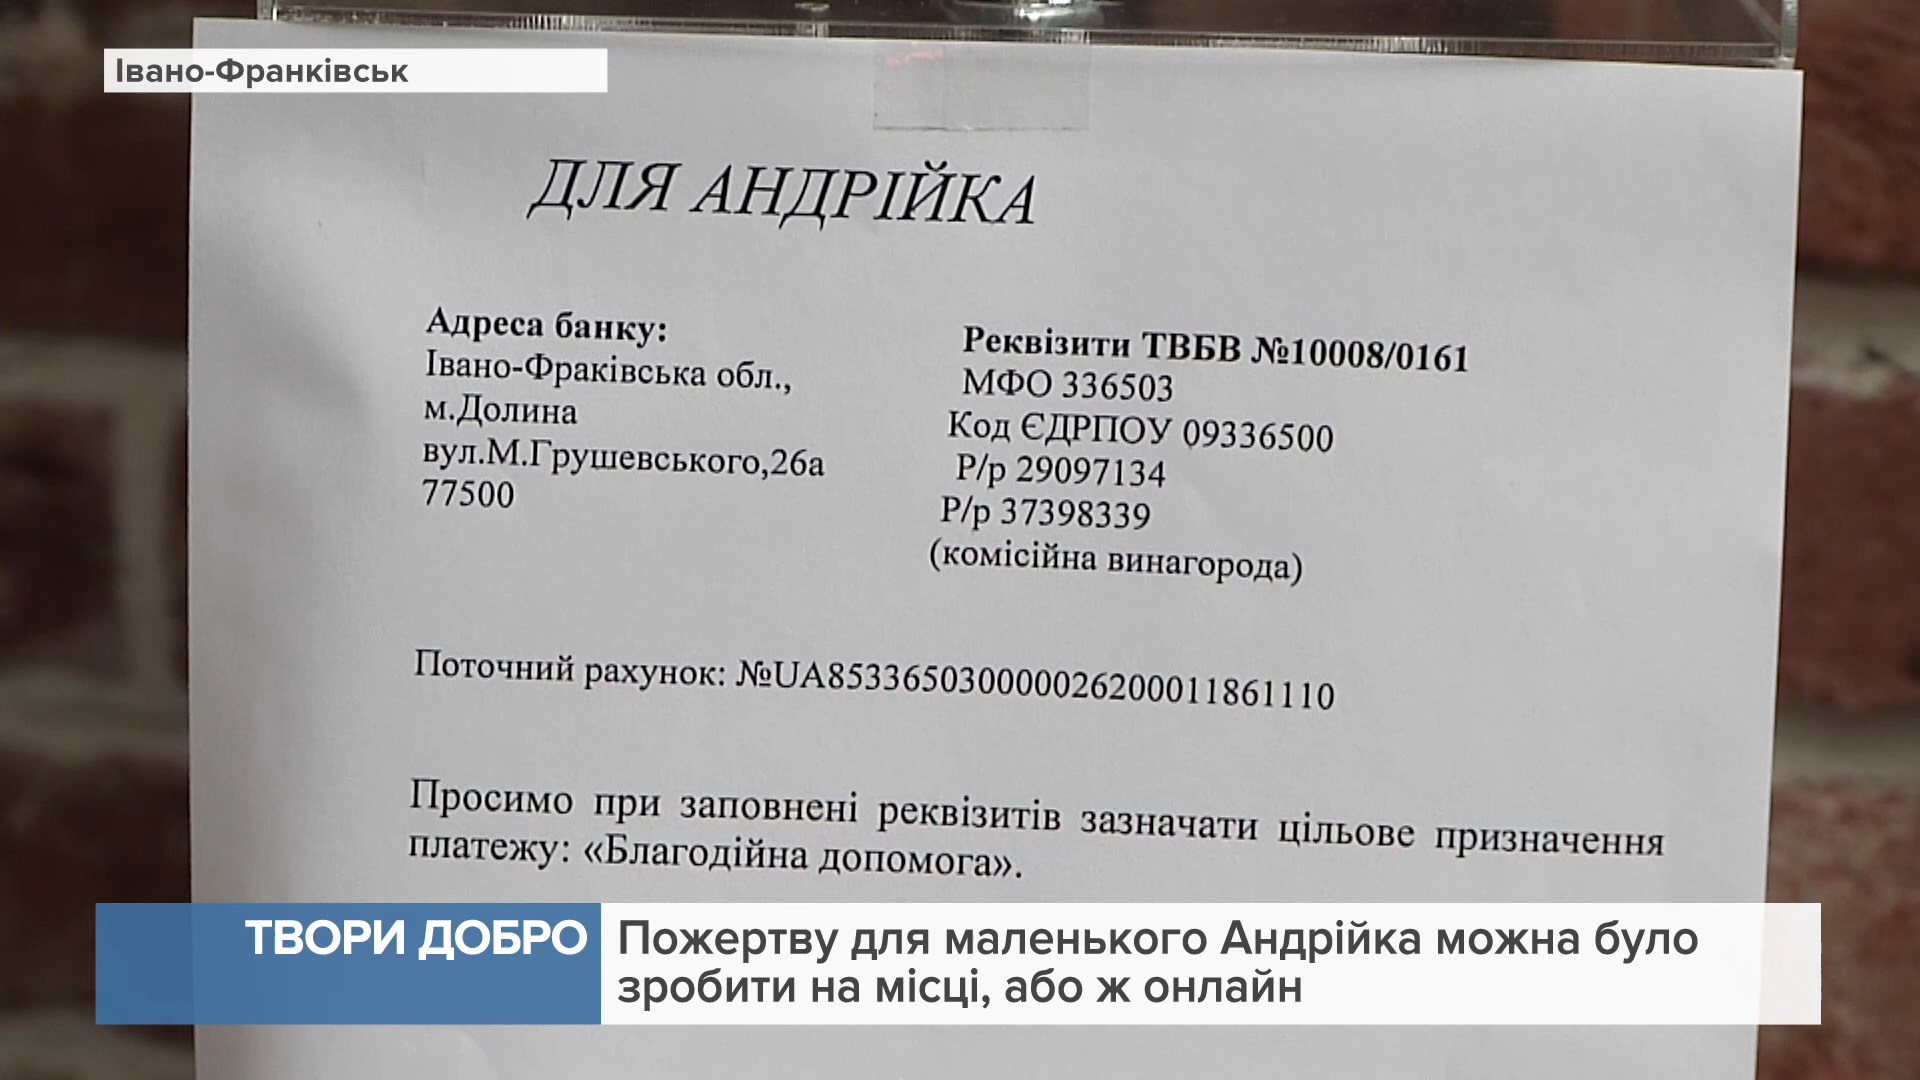 Івано-Франківськ
ДЛЯ АНДРІЙКА
Адреса банку:
Івано-Фраківська обл.,
м.Долина
вул.М.Грушевського,26а
77500
Реквізити ТВБВ №10008/0161
МФО 336503
Код ЄДРПОУ 09336500
Р/р 29097134
Р/р 37398339
(комісійна винагорода)
Поточний рахунок: №UA853365030000026200011861110
Просимо при заповнені реквізитів зазначати цільове призначення
платежу: «Благодійна допомога».
ТВОРИ ДОБРО
Пожертву для маленького Андрійка можна було
зробити на місці, або ж онлайн